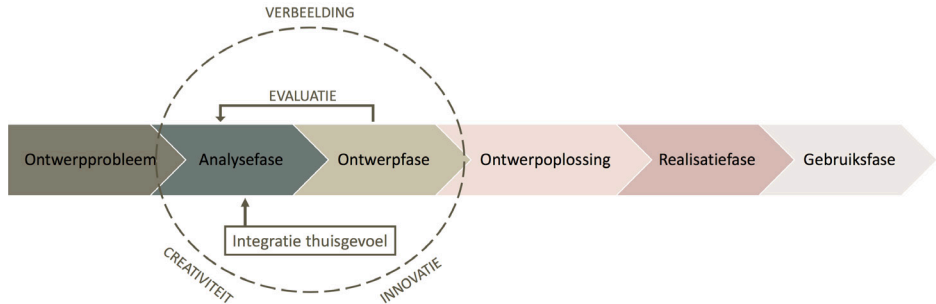 VERBEELDING
EVALUATIE
Ontwerpprobleem
Analysefase
Ontwerpfase
Ontwerpoplossing
Realisatiefase
Gebruiksfase
Integratie thuisgevoel
CREATIVITEIT
INNOVATIE